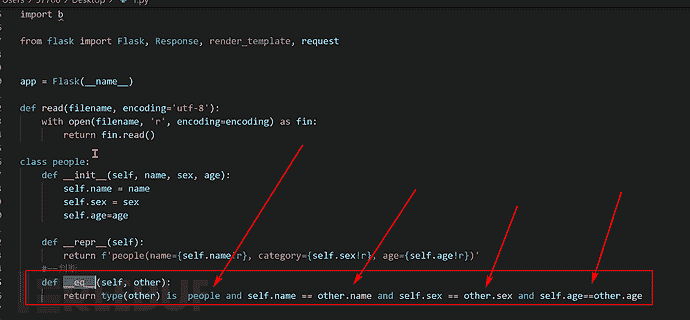 Users > 57700 > Desktop > 1.py
import b
from flask import Flask, Response, render_template, request
app = Flask(__name__)
def read(filename, encoding='utf-8'):
with open(filename, 'r', encoding=encoding) as fin:
return fin.read()
class people:
def __init__(self, name, sex, age):
self.name = name
self.sex = sex
self.age=age
def __repr__(self):
return f'people(name={self.name!r}, category={self.sex!r}, age={self.age!r})'
def __eq__(self, other):
return type(other) is people and self.name == other.name and self.sex == other.sex and self.age==other.age